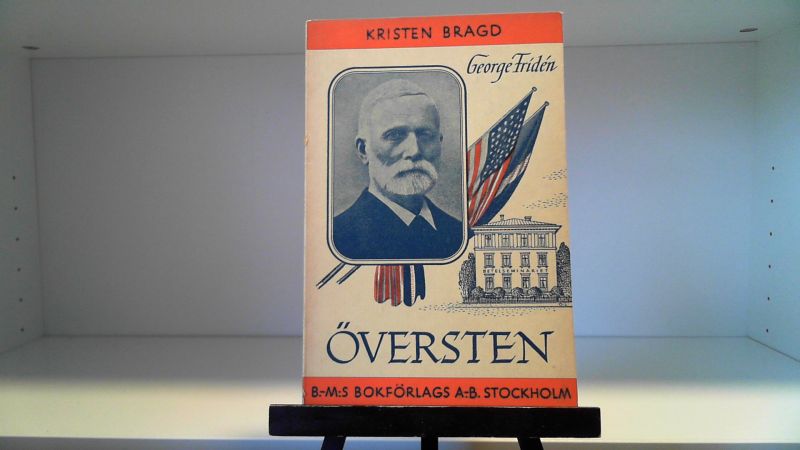 KRISTEN BRAGD
George Fridén
BETELSEMINARIET
ÖVERSTEN
B.-M:S BOKFÖRLAGS A.-B. STOCKHOLM